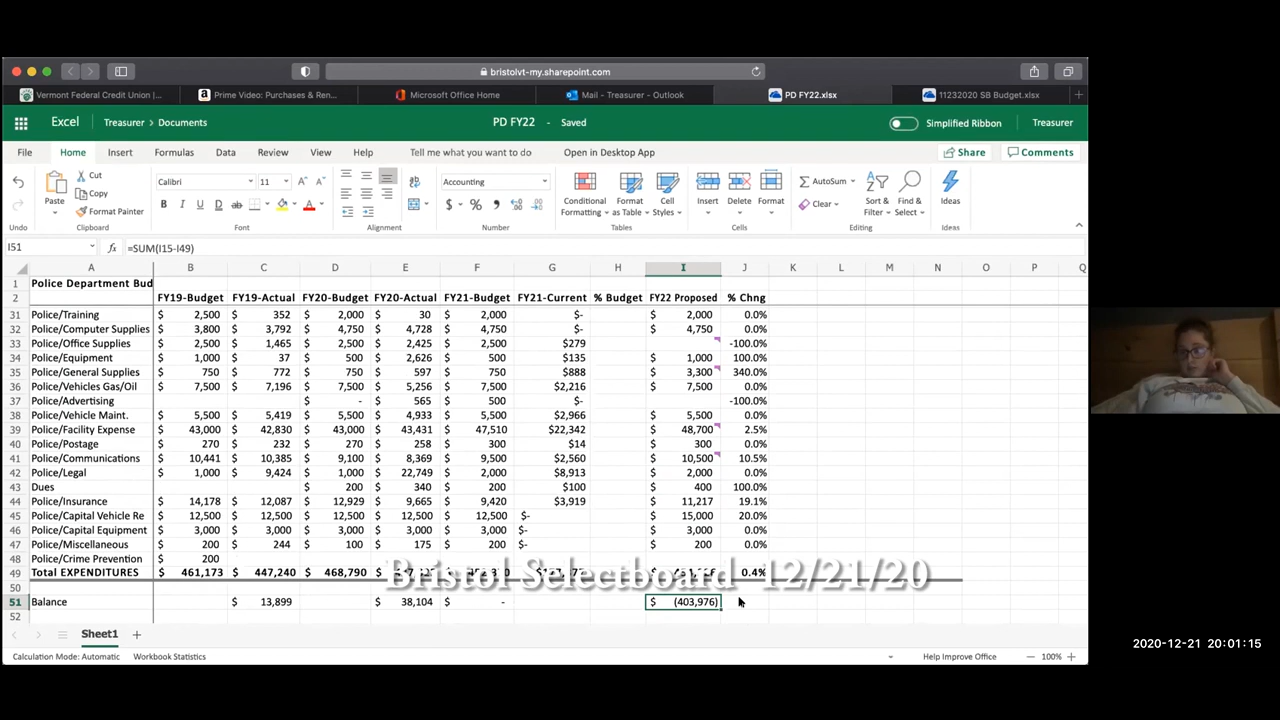 bristolvt-my.sharepoint.com
Vermont Federal Credit Union |... Prime Video: Purchases & Ren... Microsoft Office Home Mail - Treasurer - Outlook PD FY22.xlsx 11232020 SB Budget.xlsx
Excel Treasurer > Documents PD FY22 - Saved Simplified Ribbon Treasurer
File Home Insert Formulas Data Review View Help Tell me what you want to do Open in Desktop App Share Comments
Cut
Copy
Format Painter
Paste
Calibri 11
Accounting
Conditional Formatting
Format as Table
Cell Styles
Insert Delete Format
AutoSum
Clear
Sort & Filter
Find & Select
Ideas
Undo Clipboard Font Alignment Number Tables Cells Editing Ideas
I51 fx =SUM(I15-I49)
A B C D E F G H I J K L M N O P Q
1 Police Department Bud
2 FY19-Budget FY19-Actual FY20-Budget FY20-Actual FY21-Budget FY21-Current % Budget FY22 Proposed % Chng
31 Police/Training $ 2,500 $ 352 $ 2,000 $ 30 $ 2,000 $- $ 2,000 0.0%
32 Police/Computer Supplies $ 3,800 $ 3,792 $ 4,750 $ 4,728 $ 4,750 $- $ 4,750 0.0%
33 Police/Office Supplies $ 2,500 $ 1,465 $ 2,500 $ 2,425 $ 2,500 $279 -100.0%
34 Police/Equipment $ 1,000 $ 37 $ 500 $ 2,626 $ 500 $135 $ 1,000 100.0%
35 Police/General Supplies $ 750 $ 772 $ 750 $ 597 $ 750 $888 $ 3,300 340.0%
36 Police/Vehicles Gas/Oil $ 7,500 $ 7,196 $ 7,500 $ 5,256 $ 7,500 $2,216 $ 7,500 0.0%
37 Police/Advertising $ - $ 565 $ 500 $- -100.0%
38 Police/Vehicle Maint. $ 5,500 $ 5,419 $ 5,500 $ 4,933 $ 5,500 $2,966 $ 5,500 0.0%
39 Police/Facility Expense $ 43,000 $ 42,830 $ 43,000 $ 43,431 $ 47,510 $22,342 $ 48,700 2.5%
40 Police/Postage $ 270 $ 232 $ 270 $ 258 $ 300 $14 $ 300 0.0%
41 Police/Communications $ 10,441 $ 10,385 $ 9,100 $ 8,369 $ 9,500 $2,560 $ 10,500 10.5%
42 Police/Legal $ 1,000 $ 9,424 $ 1,000 $ 22,749 $ 2,000 $8,913 $ 2,000 0.0%
43 Dues $ 200 $ 340 $ 200 $100 $ 400 100.0%
44 Police/Insurance $ 14,178 $ 12,087 $ 12,929 $ 9,665 $ 9,420 $3,919 $ 11,217 19.1%
45 Police/Capital Vehicle Re $ 12,500 $ 12,500 $ 12,500 $ 12,500 $ 12,500 $- $ 15,000 20.0%
46 Police/Capital Equipment $ 3,000 $ 3,000 $ 3,000 $ 3,000 $ 3,000 $- $ 3,000 0.0%
47 Police/Miscellaneous $ 200 $ 244 $ 100 $ 175 $ 200 $- $ 200 0.0%
48 Police/Crime Prevention $ 200
49 Total EXPENDITURES $ 461,173 $ 447,240 $ 468,790 0.4%
Bristol Selectboard 12/21/20
50
51 Balance $ 13,899 $ 38,104 $ - $ (403,976)
52
Sheet1
Calculation Mode: Automatic Workbook Statistics Help Improve Office 100%
2020-12-21 20:01:15